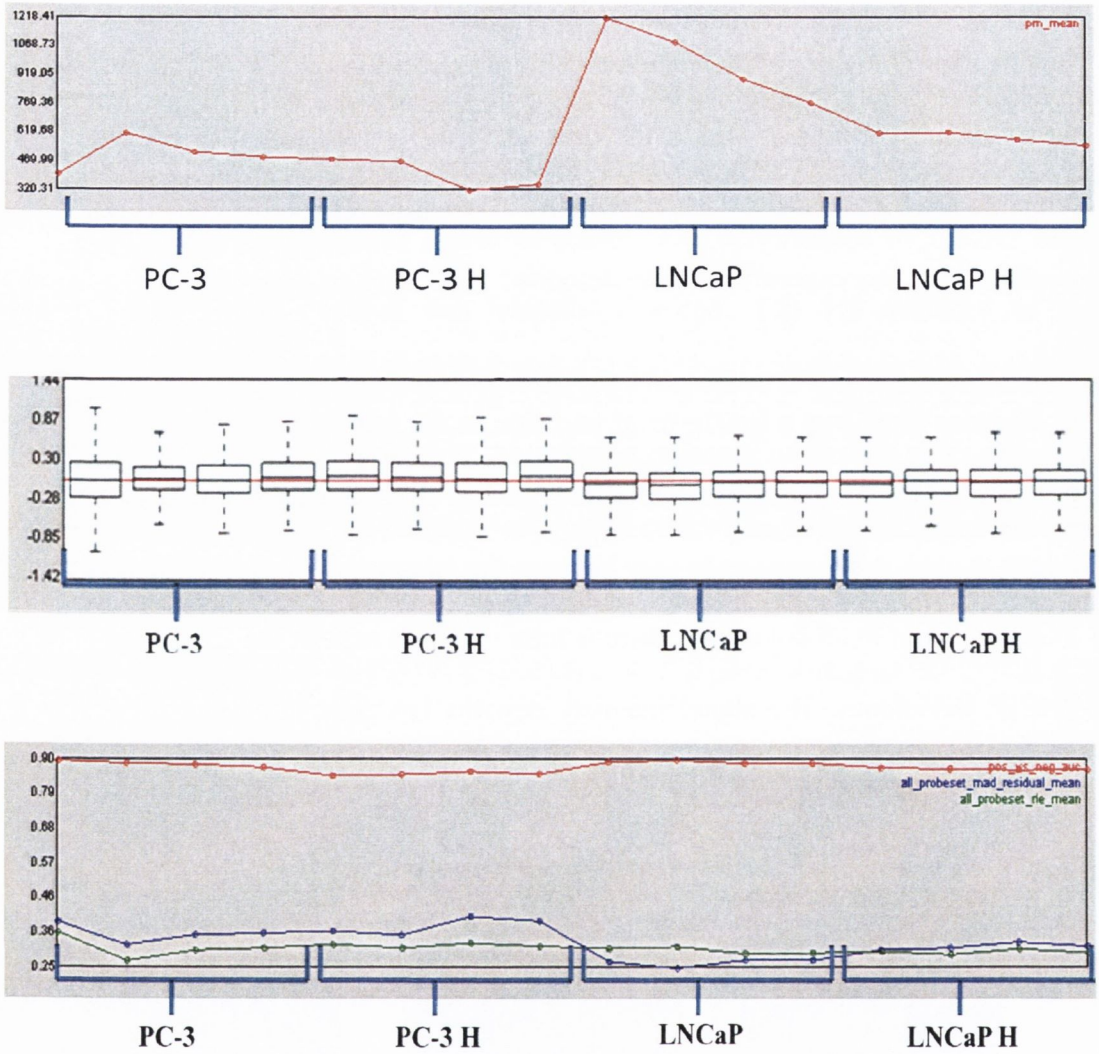 1218.41
pm_mean
1068.73
919.05
769.36
619.68
469.99
320.31
PC-3
PC-3 H
LNCaP
LNCaP H
1.44
0.87
0.30
-0.28
-0.85
-1.42
PC-3
PC-3 H
LNCaP
LNCaP H
0.90
pos_vs_neg_auc
all_probeset_mad_residual_mean
0.79
all_probeset_rle_mean
0.68
0.57
0.46
0.36
0.25
PC-3
PC-3 H
LNCaP
LNCaP H